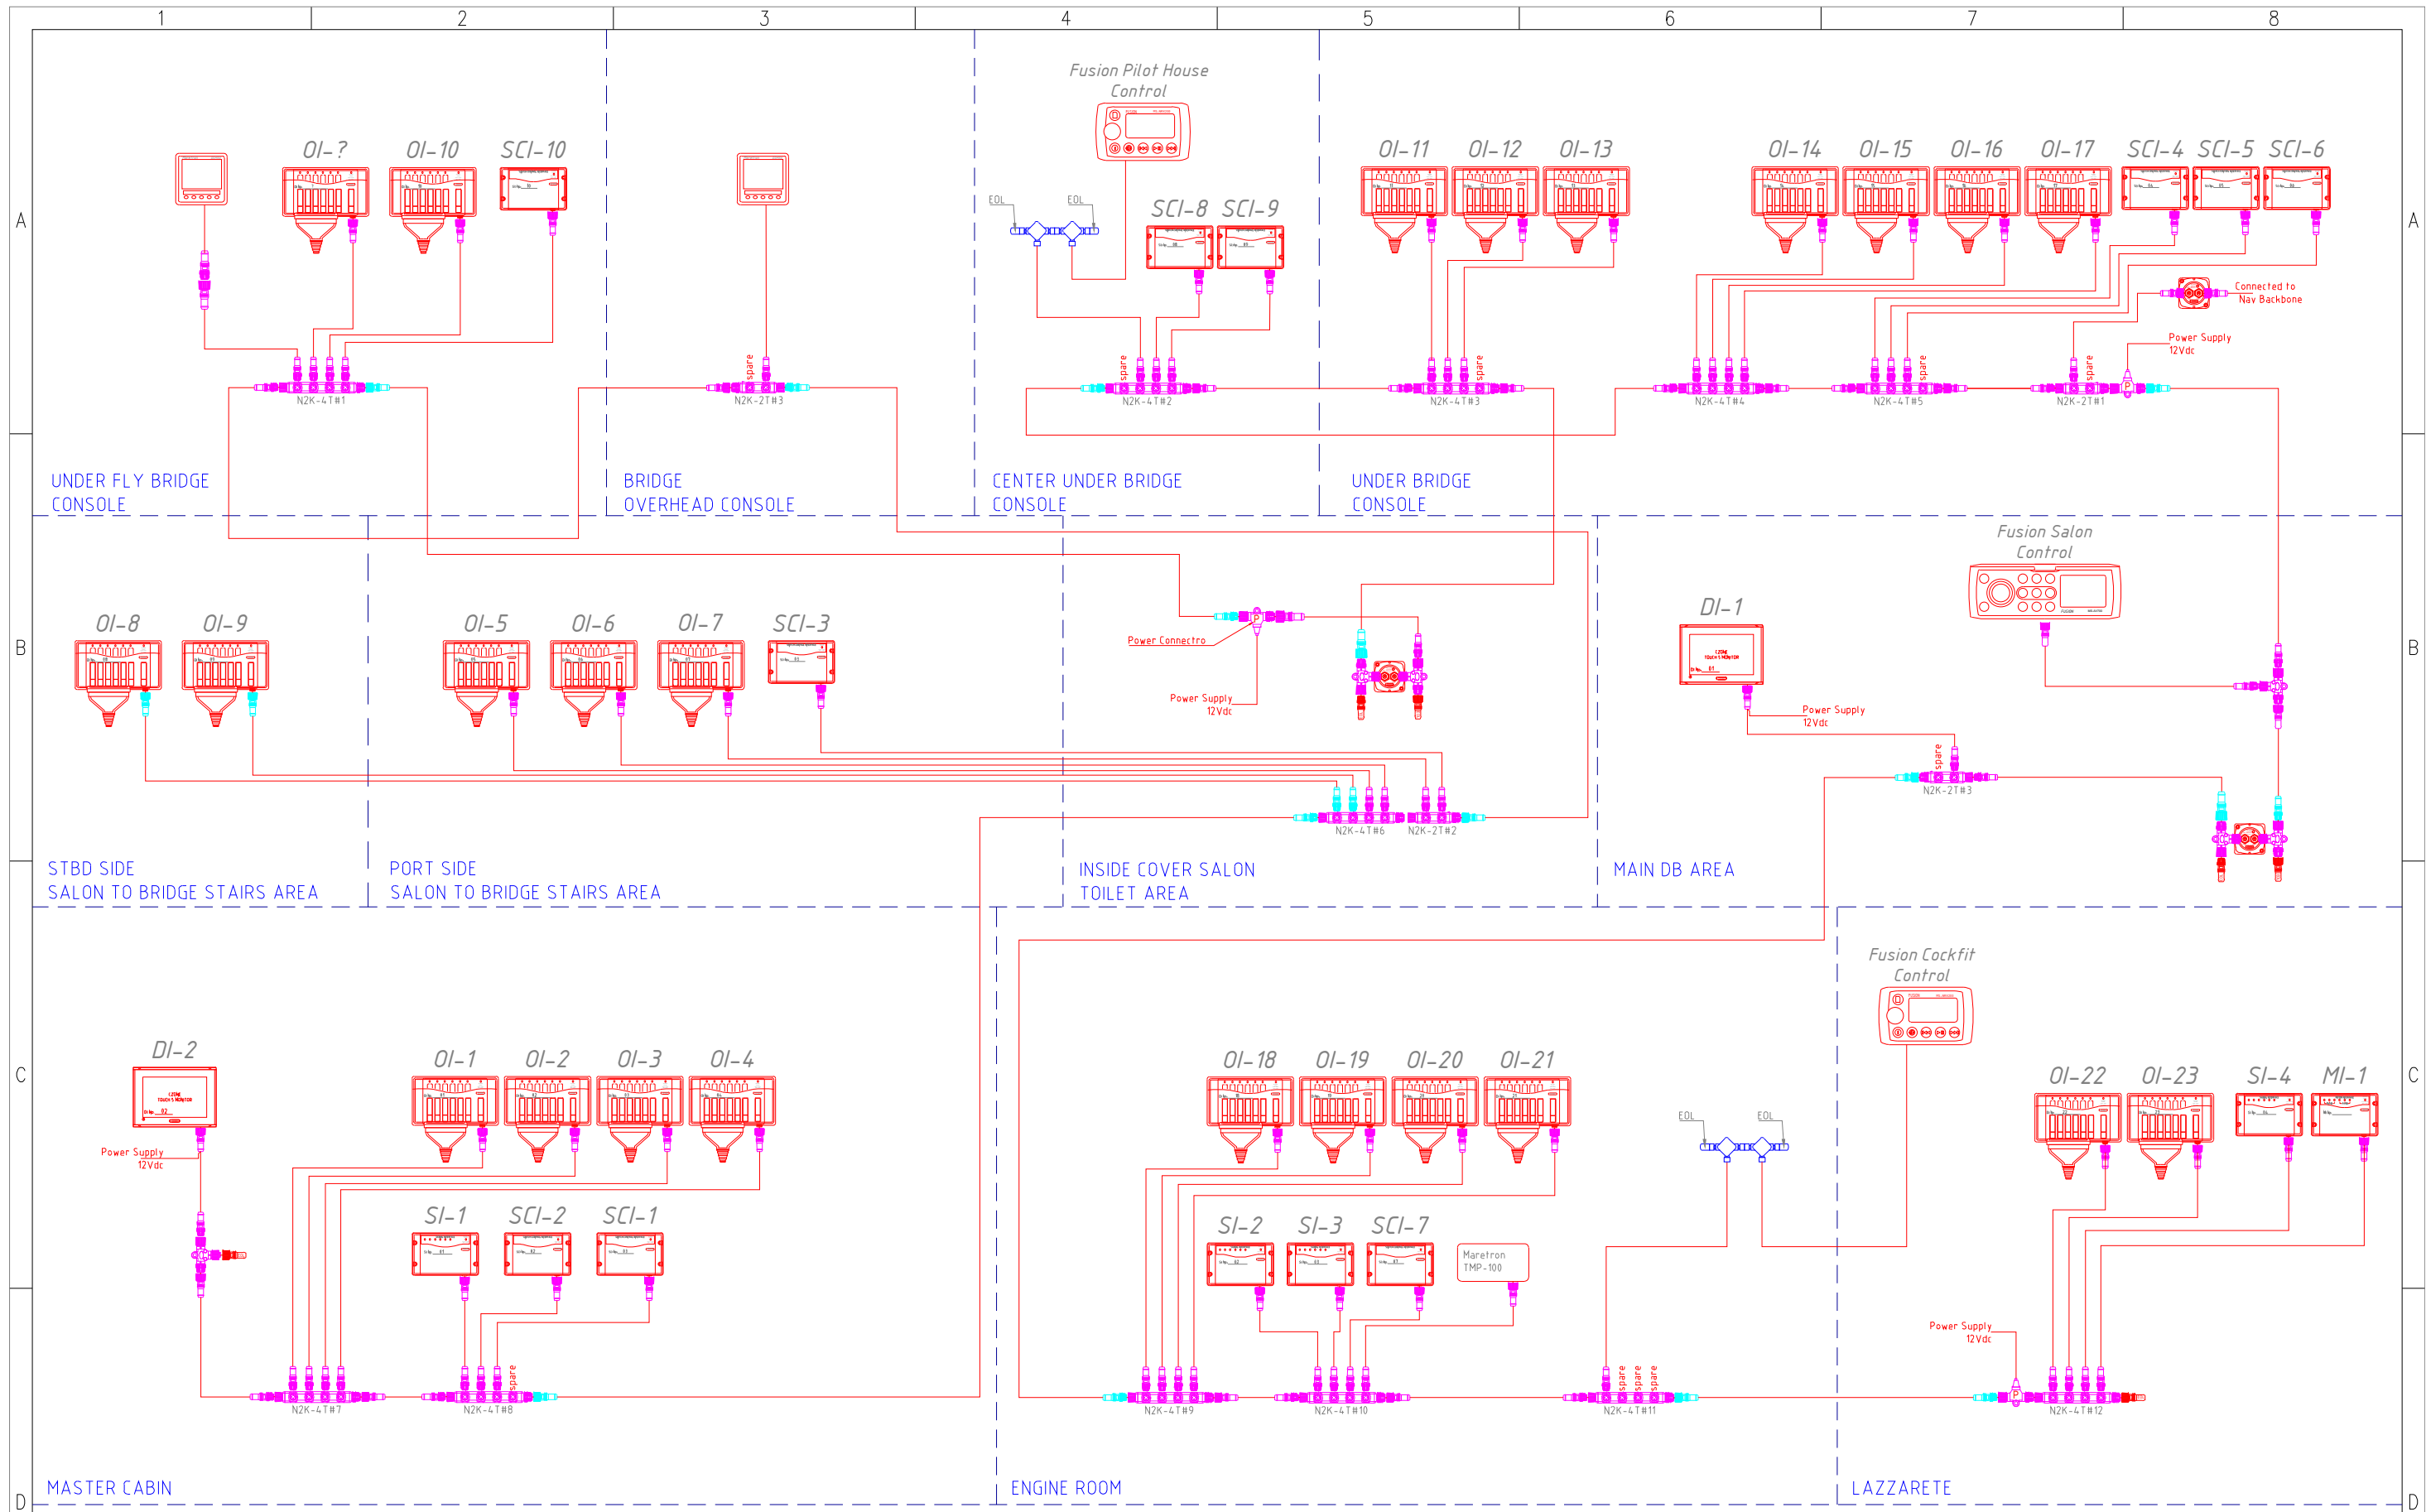 1 2 3 4 5 6 7 8
A
A
Fusion Pilot House
Control
OI-?
OI-10
SCI-10
EOL
EOL
SCI-8
SCI-9
OI-11
OI-12
OI-13
OI-14
OI-15
OI-16
OI-17
SCI-4
SCI-5
SCI-6
Connected to
Nav Backbone
Power Supply
12Vdc
spare
spare
spare
spare
spare
N2K-4T#1
N2K-2T#3
N2K-4T#2
N2K-4T#3
N2K-4T#4
N2K-4T#5
N2K-2T#1
P
UNDER FLY BRIDGE
CONSOLE
BRIDGE
OVERHEAD CONSOLE
CENTER UNDER BRIDGE
CONSOLE
UNDER BRIDGE
CONSOLE
B
B
OI-8
OI-9
OI-5
OI-6
OI-7
SCI-3
P
Power Connectro
Power Supply
12Vdc
DI-1
CZONE
TOUCH 5 MONITOR
01
Power Supply
12Vdc
Fusion Salon
Control
FUSION
spare
N2K-4T#6
N2K-2T#2
N2K-2T#3
STBD SIDE
SALON TO BRIDGE STAIRS AREA
PORT SIDE
SALON TO BRIDGE STAIRS AREA
INSIDE COVER SALON
TOILET AREA
MAIN DB AREA
C
C
DI-2
CZONE
TOUCH 5 MONITOR
02
Power Supply
12Vdc
OI-1
OI-2
OI-3
OI-4
SI-1
SCI-2
SCI-1
spare
N2K-4T#7
N2K-4T#8
OI-18
OI-19
OI-20
OI-21
SI-2
SI-3
SCI-7
Maretron
TMP-100
EOL
EOL
spare
spare
spare
N2K-4T#9
N2K-4T#10
N2K-4T#11
Fusion Cockfit
Control
OI-22
OI-23
SI-4
MI-1
Power Supply
12Vdc
P
N2K-4T#12
MASTER CABIN
ENGINE ROOM
LAZZARETE
D
D